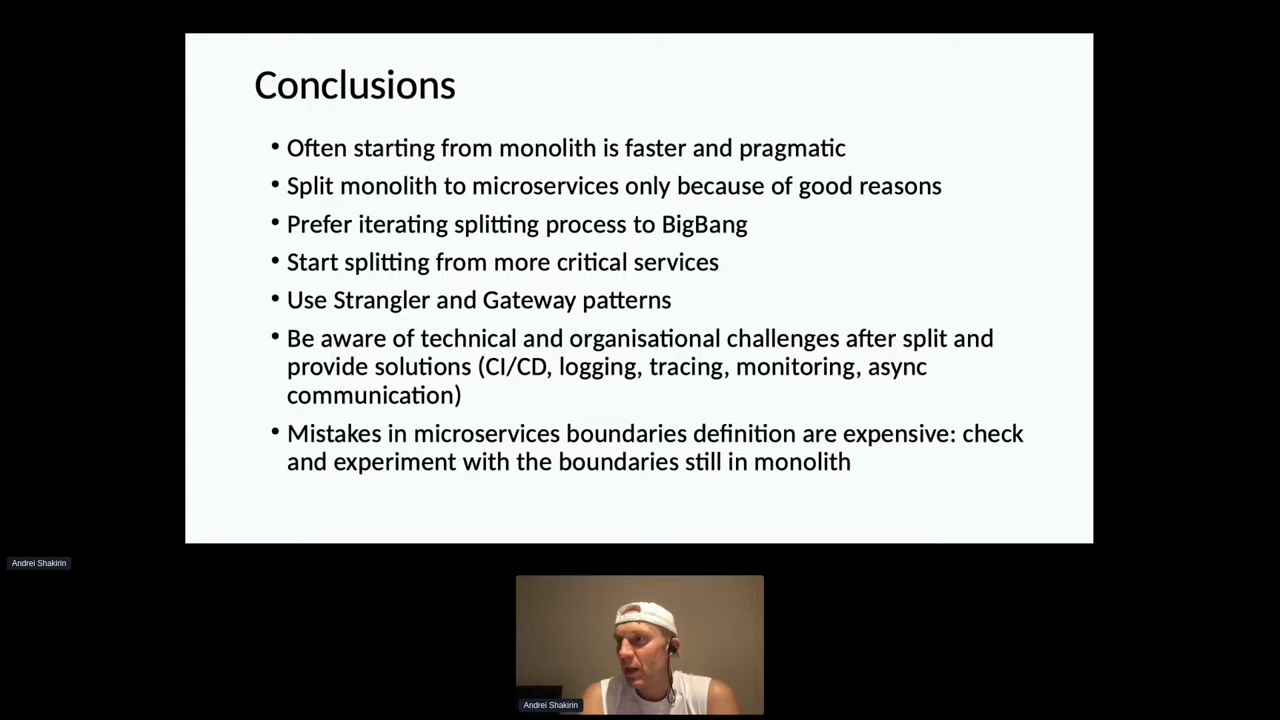 Conclusions
• Often starting from monolith is faster and pragmatic
• Split monolith to microservices only because of good reasons
• Prefer iterating splitting process to BigBang
• Start splitting from more critical services
• Use Strangler and Gateway patterns
• Be aware of technical and organisational challenges after split and
provide solutions (CI/CD, logging, tracing, monitoring, async
communication)
• Mistakes in microservices boundaries definition are expensive: check
and experiment with the boundaries still in monolith
Andrei Shakirin
Andrei Shakirin